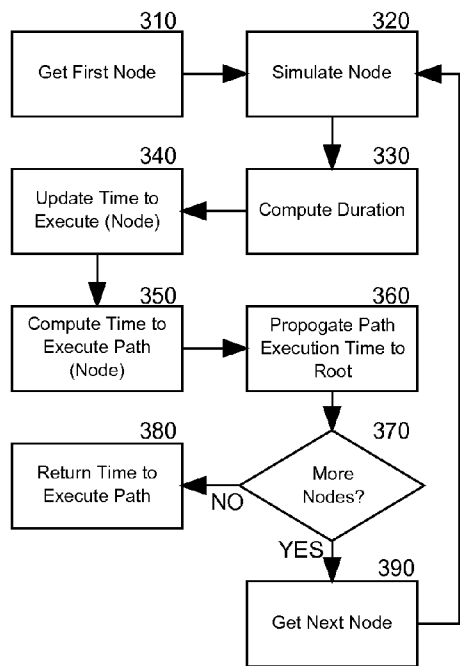 310
Get First Node
320
Simulate Node
330
Compute Duration
340
Update Time to
Execute (Node)
350
Compute Time to
Execute Path
(Node)
360
Propogate Path
Execution Time to
Root
370
More
Nodes?
NO
380
Return Time to
Execute Path
YES
390
Get Next Node